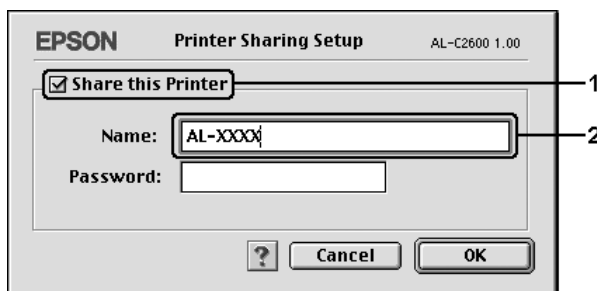 EPSON Printer Sharing Setup AL-C2600 1.00
Share this Printer 1
Name: AL-XXXX 2
Password:
? Cancel OK